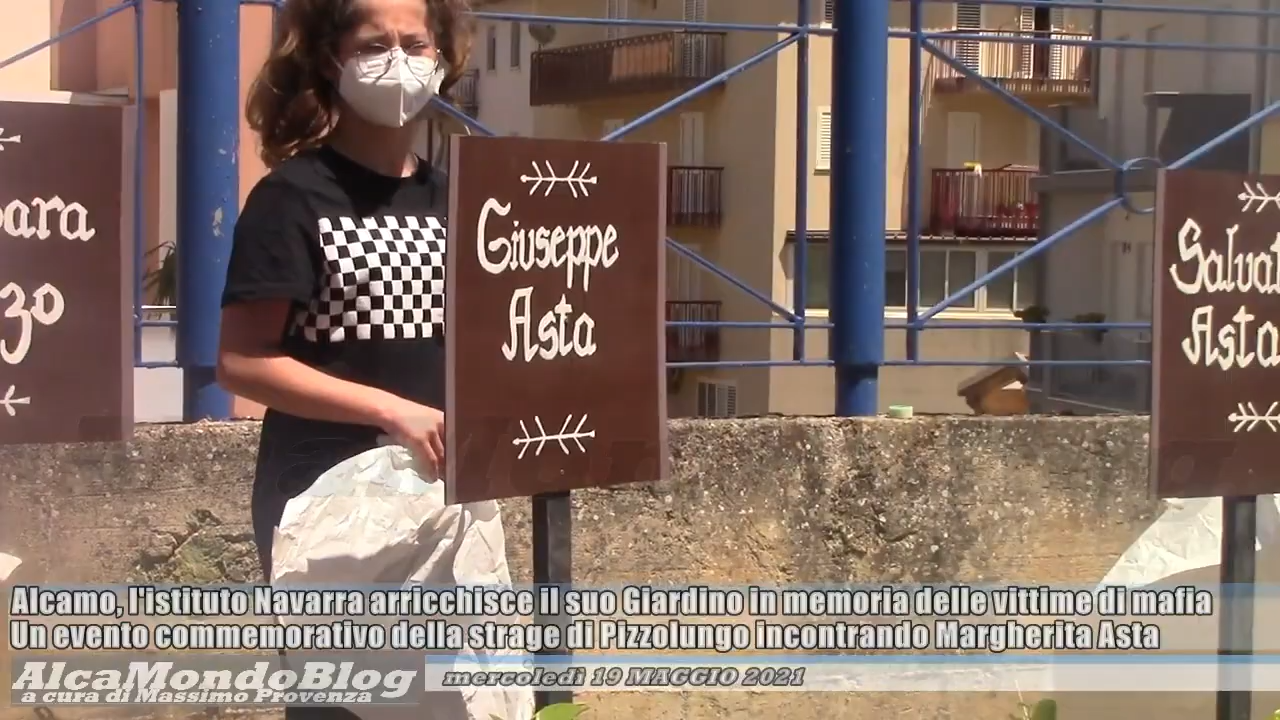 Giuseppe
Asta
Asta
Alcamo, l'istituto Navarra arricchisce il suo Giardino in memoria delle vittime di mafia
Un evento commemorativo della strage di Pizzolungo incontrando Margherita Asta
AlcaMondoBlog
a cura di Massimo Provenza
mercoledì 19 MAGGIO 2021